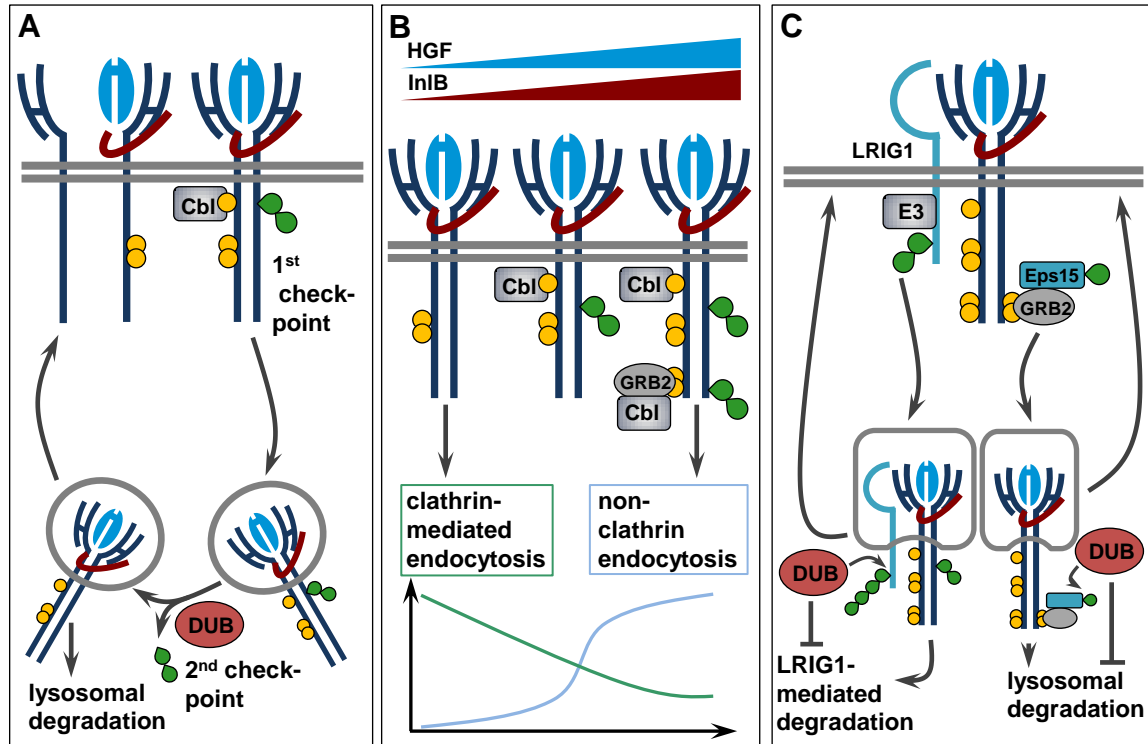 A
Cbl
1st
check-
point
DUB
2nd check-
point
lysosomal
degradation
B
HGF
InlB
Cbl
Cbl
GRB2
Cbl
clathrin-
mediated
endocytosis
non-
clathrin
endocytosis
C
LRIG1
E3
Eps15
GRB2
DUB
DUB
LRIG1-
mediated
degradation
lysosomal
degradation